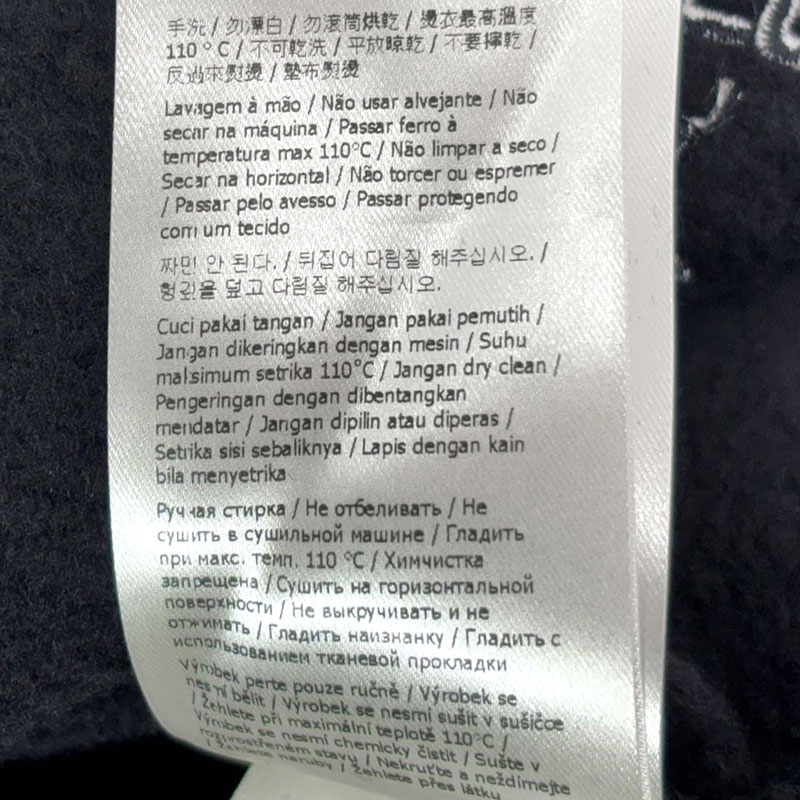 手洗 / 勿漂白 / 勿滾筒烘乾 / 燙衣最高溫度
110 ° C / 不可乾洗 / 平放晾乾 / 不要擰乾 /
反過來熨燙 / 墊布熨燙
Lavagem à mão / Não usar alvejante / Não
secar na máquina / Passar ferro à
temperatura max 110°C / Não limpar a seco /
Secar na horizontal / Não torcer ou espremer
/ Passar pelo avesso / Passar protegendo
com um tecido
짜면 안 된다. / 뒤집어 다림질 해주십시오. /
헝겊을 덮고 다림질 해주십시오.
Cuci pakai tangan / Jangan pakai pemutih /
Jangan dikeringkan dengan mesin / Suhu
maksimum setrika 110°C / Jangan dry clean /
Pengeringan dengan dibentangkan
mendatar / Jangan dipilin atau diperas /
Setrika sisi sebaliknya / Lapis dengan kain
bila menyetrika
Ручная стирка / Не отбеливать / Не
сушить в сушильной машине / Гладить
при макс. темп. 110 °C / Химчистка
запрещена / Сушить на горизонтальной
поверхности / Не выкручивать и не
отжимать / Гладить наизнанку / Гладить с
использованием тканевой прокладки
Výrobek perte pouze ručně / Výrobek se
nesmí bělit / Výrobek se nesmí sušit v sušičce
/ Žehlete při maximální teplotě 110°C /
Výrobek se nesmí chemicky čistit / Sušte v
rozprostřeném stavu / Nekruťte a neždímejte
/ Žehlete naruby / Žehlete přes látku